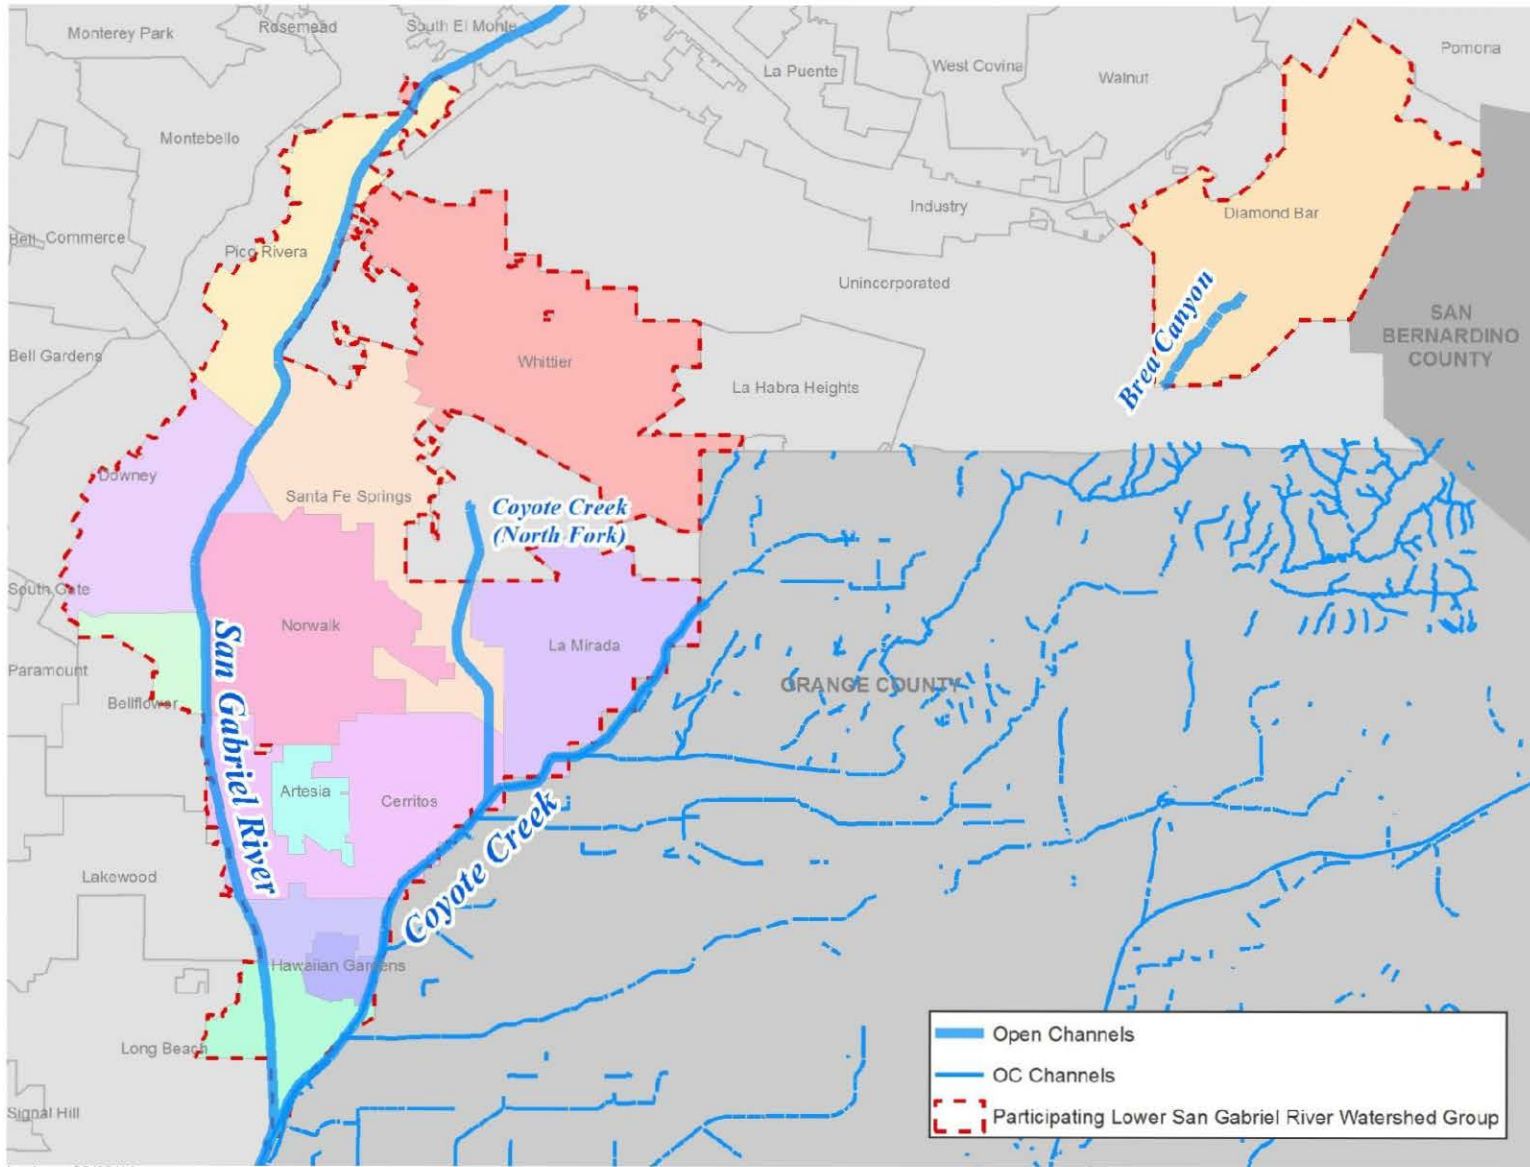 Monterey Park
Rosemead
South El Monte
La Puente
West Covina
Walnut
Pomona
Montebello
Industry
Diamond Bar
Bell
Commerce
Pico Rivera
Unincorporated
Brea Canyon
SAN
BERNARDINO
COUNTY
Bell Gardens
Whittier
La Habra Heights
Downey
Santa Fe Springs
Coyote Creek
(North Fork)
South Gate
Norwalk
La Mirada
Paramount
ORANGE COUNTY
Bellflower
San Gabriel River
Artesia
Cerritos
Coyote Creek
Lakewood
Hawaiian Gardens
Long Beach
Signal Hill
Open Channels
OC Channels
Participating Lower San Gabriel River Watershed Group